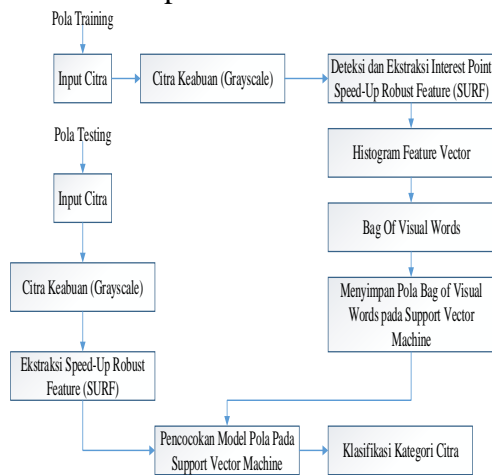 Pola Training
Input Citra
Citra Keabuan (Grayscale)
Deteksi dan Ekstraksi Interest Point
Speed-Up Robust Feature (SURF)
Histogram Feature Vector
Bag Of Visual Words
Menyimpan Pola Bag of Visual
Words pada Support Vector
Machine
Pola Testing
Input Citra
Citra Keabuan (Grayscale)
Ekstraksi Speed-Up Robust
Feature (SURF)
Pencocokan Model Pola Pada
Support Vector Machine
Klasifikasi Kategori Citra